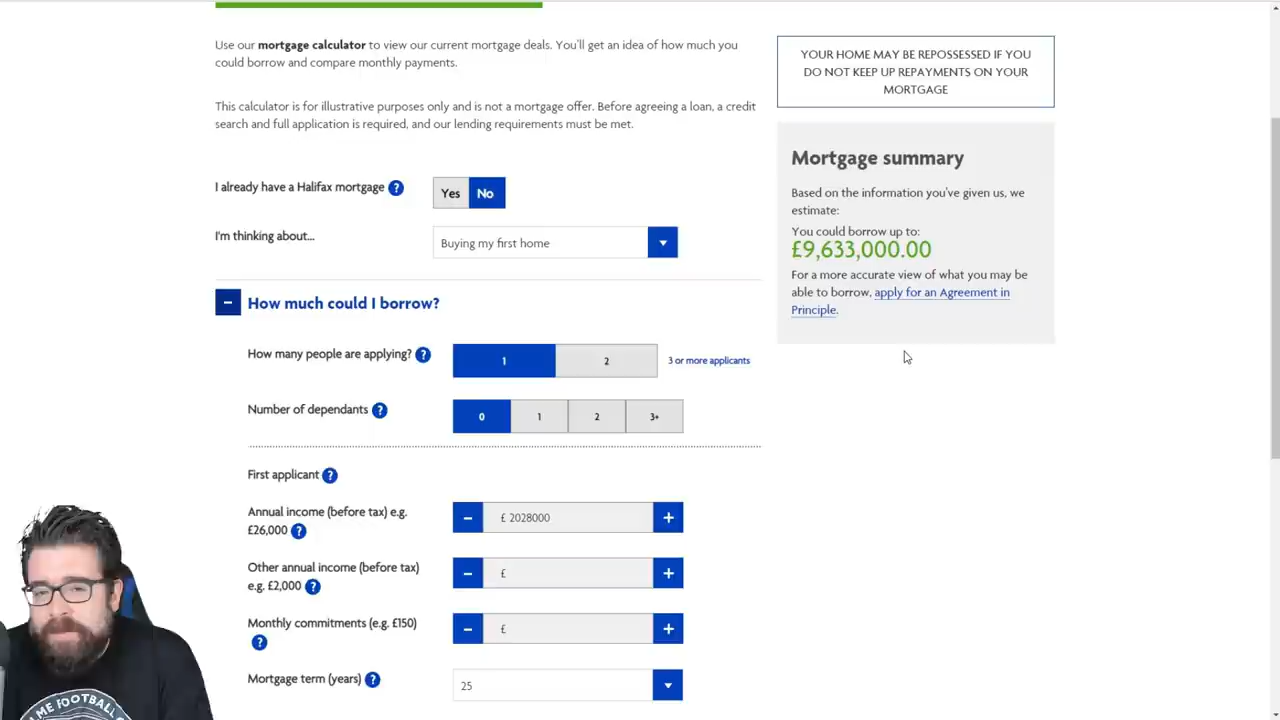 Use our mortgage calculator to view our current mortgage deals. You'll get an idea of how much you
could borrow and compare monthly payments.
This calculator is for illustrative purposes only and is not a mortgage offer. Before agreeing a loan, a credit
search and full application is required, and our lending requirements must be met.
I already have a Halifax mortgage ?
Yes No
I'm thinking about...
Buying my first home
How much could I borrow?
How many people are applying? ?
1 2 3 or more applicants
Number of dependants ?
0 1 2 3+
First applicant ?
Annual income (before tax) e.g.
£26,000 ?
− £ 2028000 +
Other annual income (before tax)
e.g. £2,000 ?
− £ +
Monthly commitments (e.g. £150)
?
− £ +
Mortgage term (years) ?
25
YOUR HOME MAY BE REPOSSESSED IF YOU
DO NOT KEEP UP REPAYMENTS ON YOUR
MORTGAGE
Mortgage summary
Based on the information you've given us, we
estimate:
You could borrow up to:
£9,633,000.00
For a more accurate view of what you may be
able to borrow, apply for an Agreement in
Principle.
ME FOOTBALL